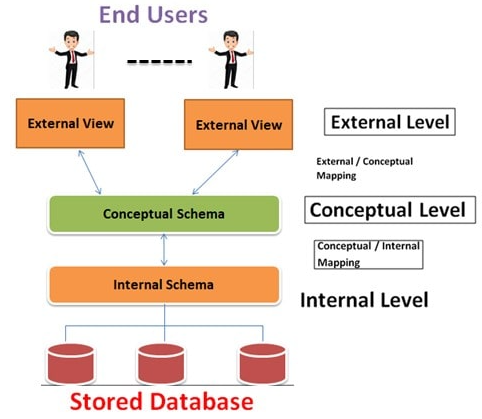 End Users
External View
External View
External Level
External / Conceptual
Mapping
Conceptual Schema
Conceptual Level
Conceptual / Internal
Mapping
Internal Schema
Internal Level
Stored Database